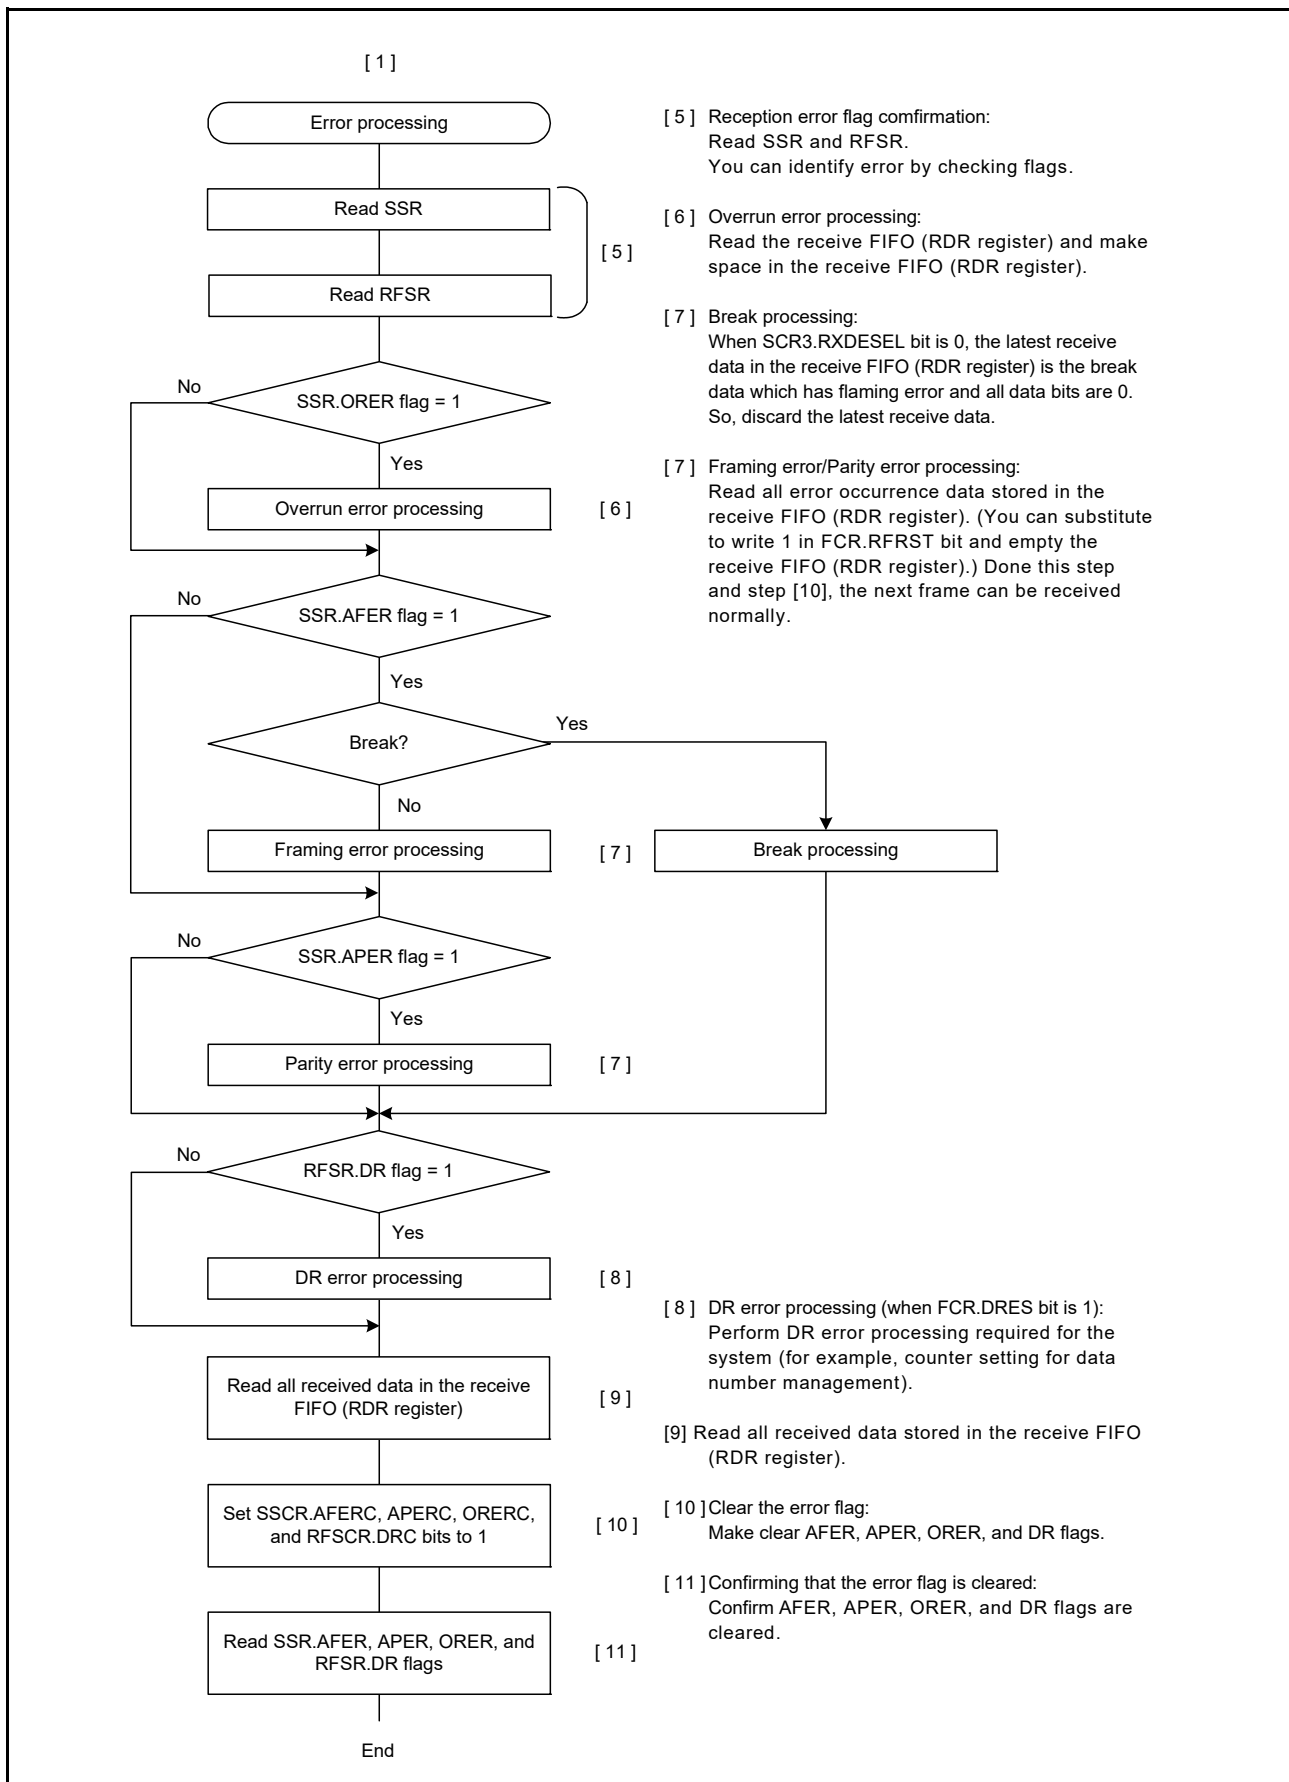 [ 1 ]
Error processing
Read SSR
[ 5 ]
Read RFSR
No
SSR.ORER flag = 1
Yes
Overrun error processing
[ 6 ]
No
SSR.AFER flag = 1
Yes
Break?
Yes
No
Framing error processing
[ 7 ]
Break processing
No
SSR.APER flag = 1
Yes
Parity error processing
[ 7 ]
No
RFSR.DR flag = 1
Yes
DR error processing
[ 8 ]
Read all received data in the receive
FIFO (RDR register)
[ 9 ]
Set SSCR.AFERC, APERC, ORERC,
and RFSCR.DRC bits to 1
[ 10 ]
Read SSR.AFER, APER, ORER, and
RFSR.DR flags
[ 11 ]
End
[ 5 ] Reception error flag comfirmation:
Read SSR and RFSR.
You can identify error by checking flags.
[ 6 ] Overrun error processing:
Read the receive FIFO (RDR register) and make
space in the receive FIFO (RDR register).
[ 7 ] Break processing:
When SCR3.RXDESEL bit is 0, the latest receive
data in the receive FIFO (RDR register) is the break
data which has flaming error and all data bits are 0.
So, discard the latest receive data.
[ 7 ] Framing error/Parity error processing:
Read all error occurrence data stored in the
receive FIFO (RDR register). (You can substitute
to write 1 in FCR.RFRST bit and empty the
receive FIFO (RDR register).) Done this step
and step [10], the next frame can be received
normally.
[ 8 ] DR error processing (when FCR.DRES bit is 1):
Perform DR error processing required for the
system (for example, counter setting for data
number management).
[9] Read all received data stored in the receive FIFO
(RDR register).
[ 10 ] Clear the error flag:
Make clear AFER, APER, ORER, and DR flags.
[ 11 ] Confirming that the error flag is cleared:
Confirm AFER, APER, ORER, and DR flags are
cleared.